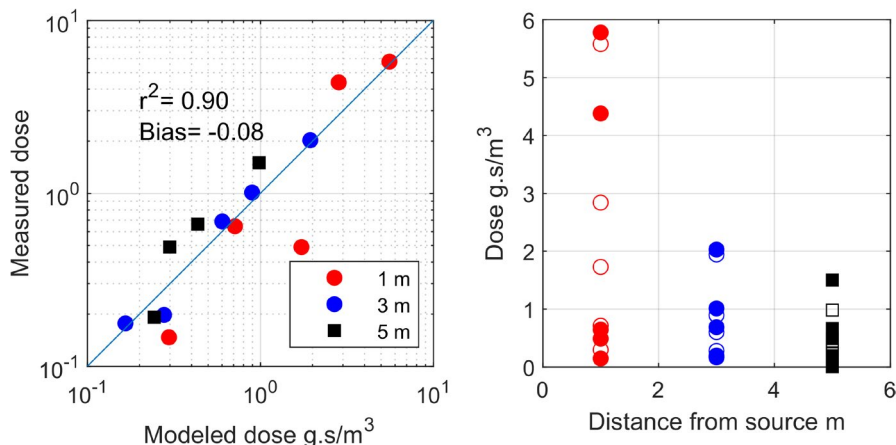 10^1
10^0
10^-1
Measured dose
r^2= 0.90
Bias= -0.08
1 m
3 m
5 m
10^-1
10^0
10^1
Modeled dose g.s/m^3
6
5
4
3
2
1
0
Dose g.s/m^3
0
2
4
6
Distance from source m